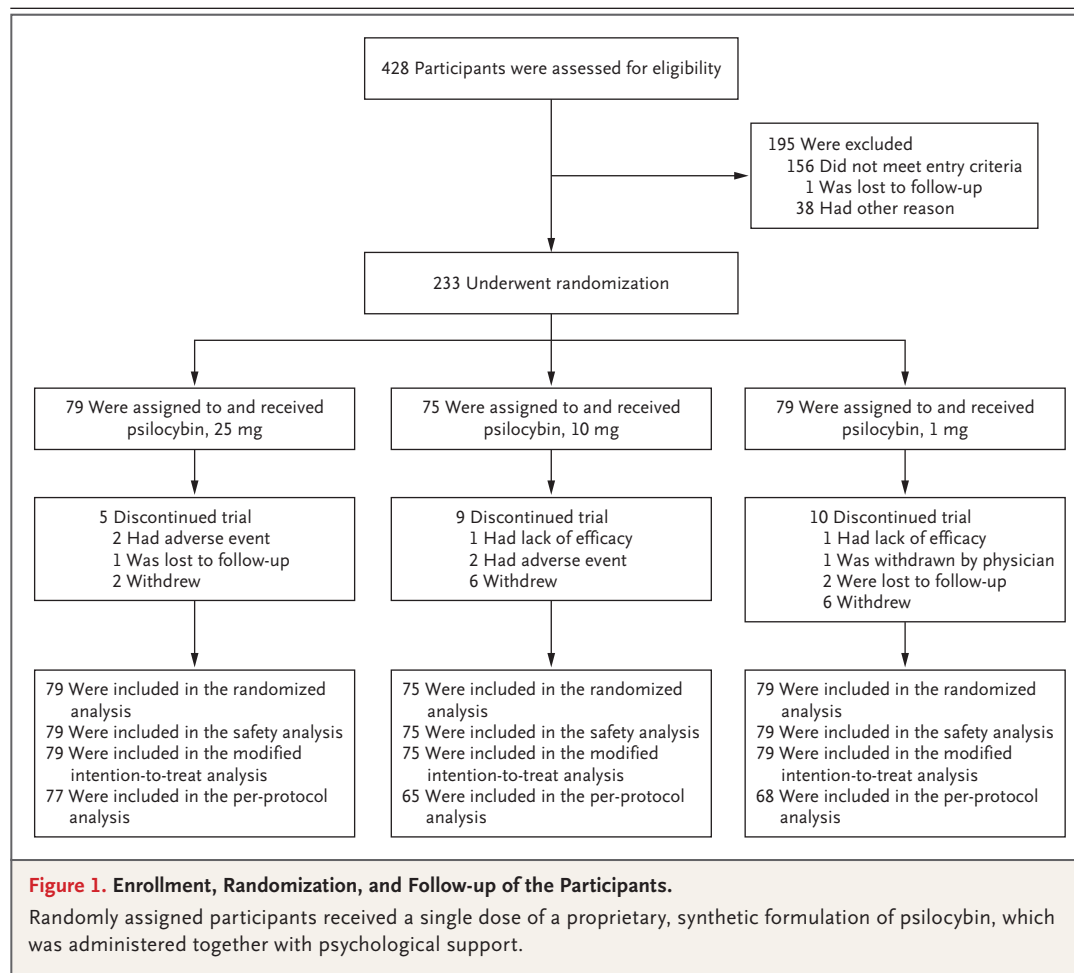 428 Participants were assessed for eligibility
195 Were excluded
156 Did not meet entry criteria
1 Was lost to follow-up
38 Had other reason
233 Underwent randomization
79 Were assigned to and received
psilocybin, 25 mg
75 Were assigned to and received
psilocybin, 10 mg
79 Were assigned to and received
psilocybin, 1 mg
5 Discontinued trial
2 Had adverse event
1 Was lost to follow-up
2 Withdrew
9 Discontinued trial
1 Had lack of efficacy
2 Had adverse event
6 Withdrew
10 Discontinued trial
1 Had lack of efficacy
1 Was withdrawn by physician
2 Were lost to follow-up
6 Withdrew
79 Were included in the randomized
analysis
79 Were included in the safety analysis
79 Were included in the modified
intention-to-treat analysis
77 Were included in the per-protocol
analysis
75 Were included in the randomized
analysis
75 Were included in the safety analysis
75 Were included in the modified
intention-to-treat analysis
65 Were included in the per-protocol
analysis
79 Were included in the randomized
analysis
79 Were included in the safety analysis
79 Were included in the modified
intention-to-treat analysis
68 Were included in the per-protocol
analysis
Figure 1. Enrollment, Randomization, and Follow-up of the Participants.
Randomly assigned participants received a single dose of a proprietary, synthetic formulation of psilocybin, which
was administered together with psychological support.